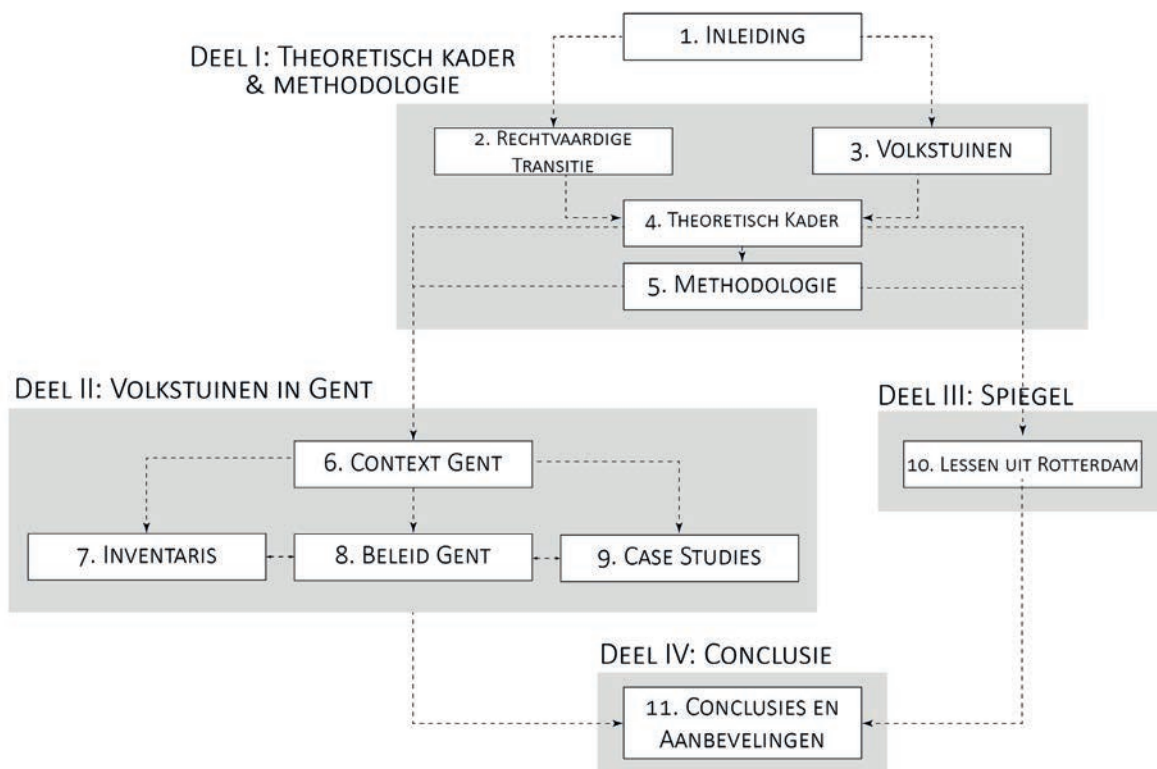 1. Inleiding
Deel I: Theoretisch kader
& methodologie
2. Rechtvaardige
Transitie
3. Volkstuinen
4. Theoretisch Kader
5. Methodologie
Deel II: Volkstuinen in Gent
6. Context Gent
7. Inventaris
8. Beleid Gent
9. Case Studies
Deel III: Spiegel
10. Lessen uit Rotterdam
Deel IV: Conclusie
11. Conclusies en
Aanbevelingen